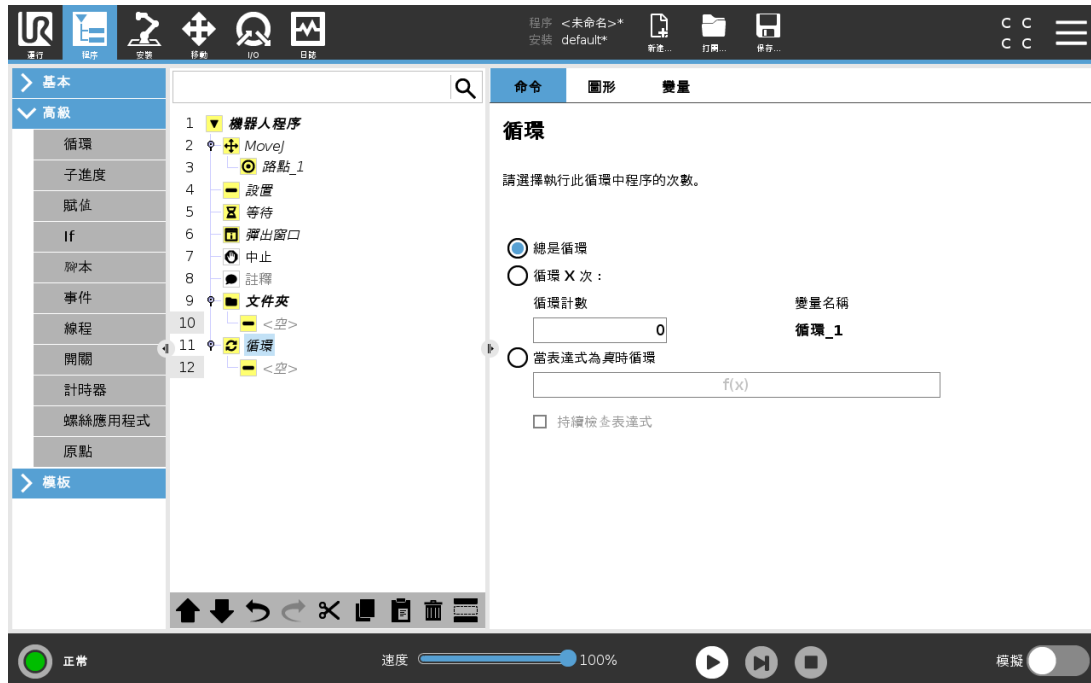 程序 <未命名>*
安裝 default*
新建...
打開...
保存...
C C
C C
UR
運行
程序
安裝
移動
I/O
日誌
基本
高級
循環
子進度
賦值
If
腳本
事件
線程
開關
計時器
螺絲應用程式
原點
模板
1 機器人程序
2 MoveJ
3 路點_1
4 設置
5 等待
6 彈出窗口
7 中止
8 註釋
9 文件夾
10 <空>
11 循環
12 <空>
命令
圖形
變量
循環
請選擇執行此循環中程序的次數。
總是循環
循環 X 次：
循環計數
變量名稱
0
循環_1
當表達式為真時循環
f(x)
持續檢查表達式
正常
速度
100%
模擬